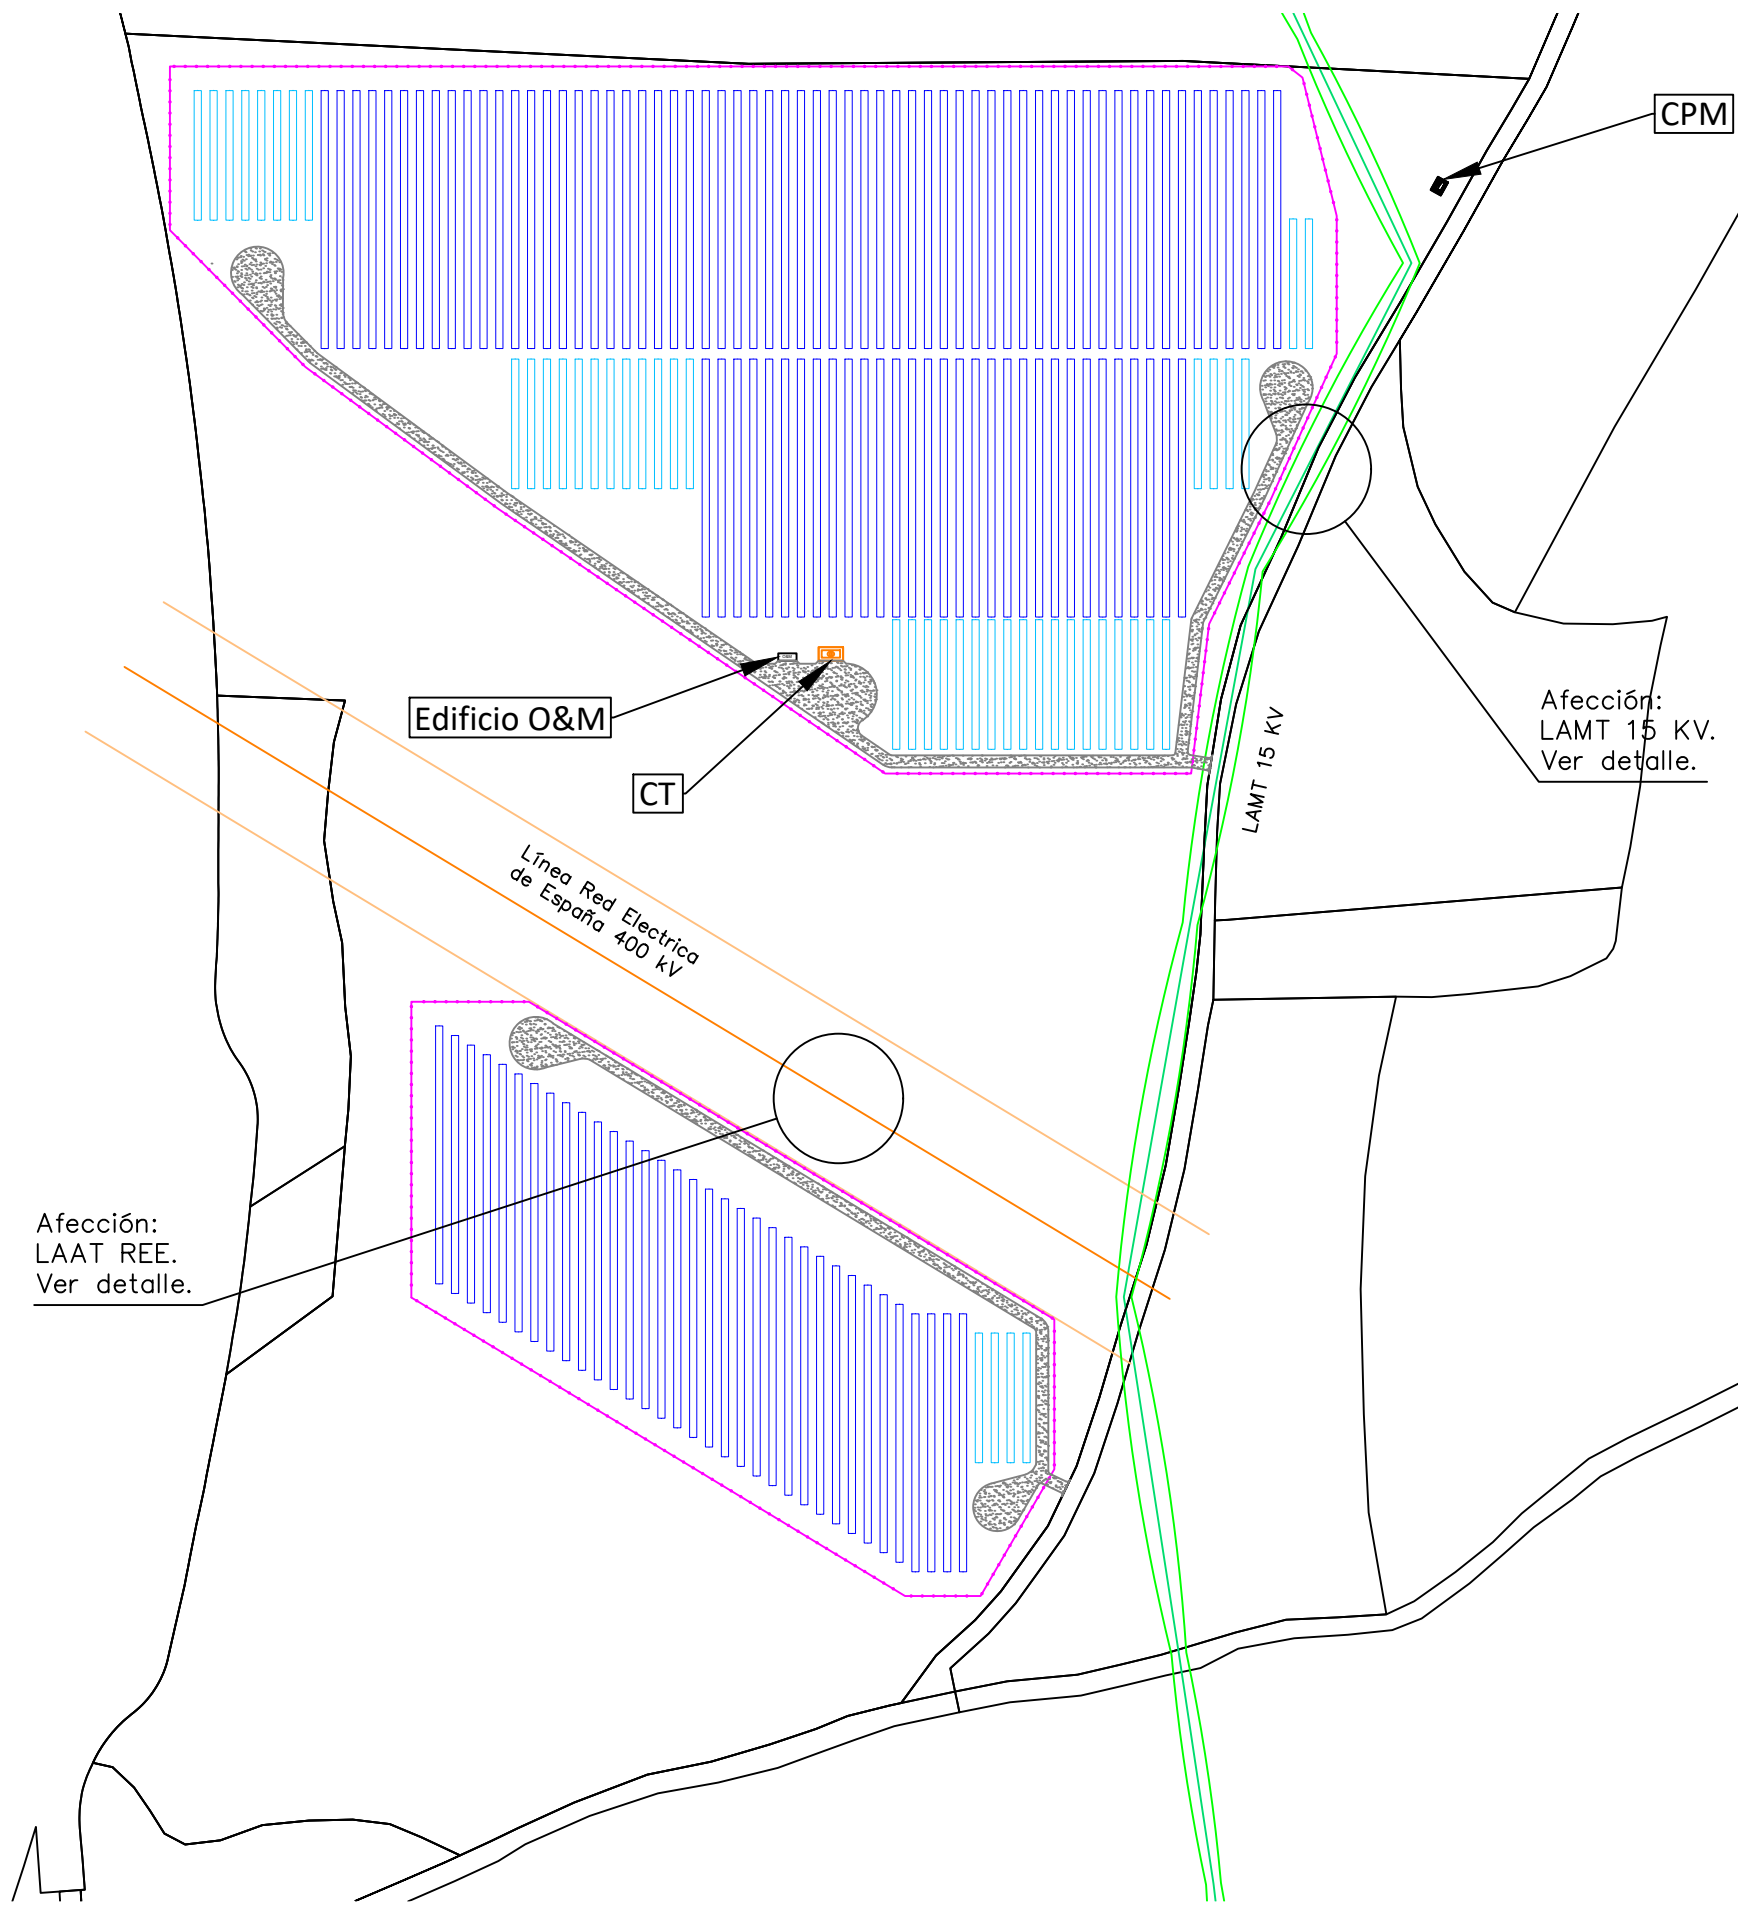 CPM
Edificio O&M
CT
Afección:
LAMT 15 KV.
Ver detalle.
LAMT 15 KV
Línea Red Electrica
de España 400 kV
Afección:
LAAT REE.
Ver detalle.